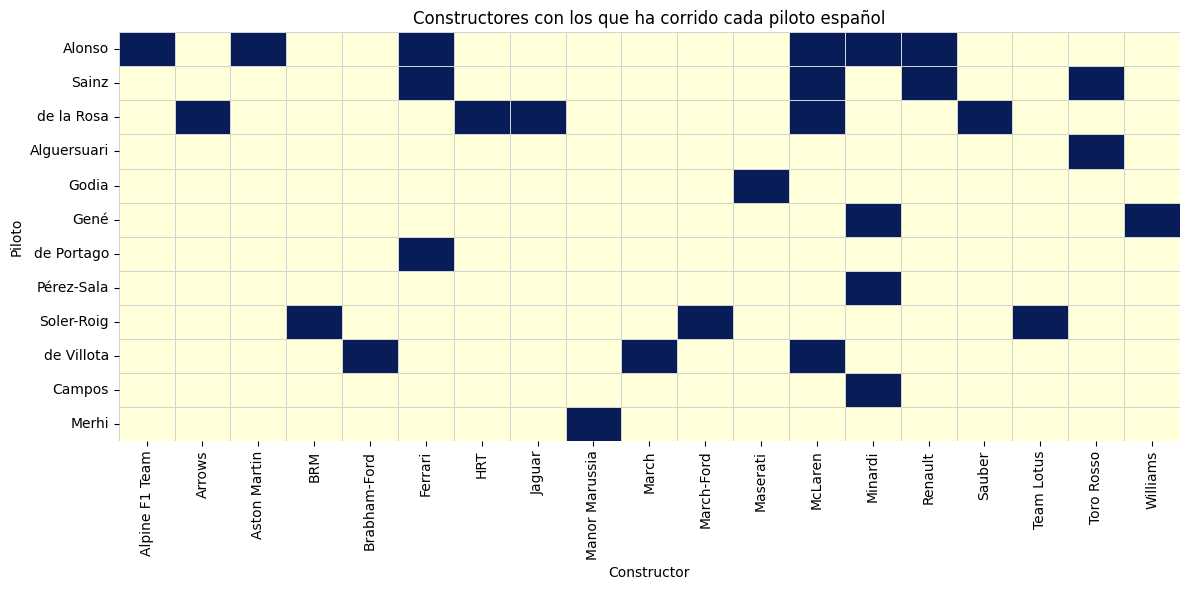 Constructores con los que ha corrido cada piloto español
Piloto
Alonso
Sainz
de la Rosa
Alguersuari
Godia
Gené
de Portago
Pérez-Sala
Soler-Roig
de Villota
Campos
Merhi
Alpine F1 Team
Arrows
Aston Martin
BRM
Brabham-Ford
Ferrari
HRT
Jaguar
Manor Marussia
March
March-Ford
Maserati
McLaren
Minardi
Renault
Sauber
Team Lotus
Toro Rosso
Williams
Constructor